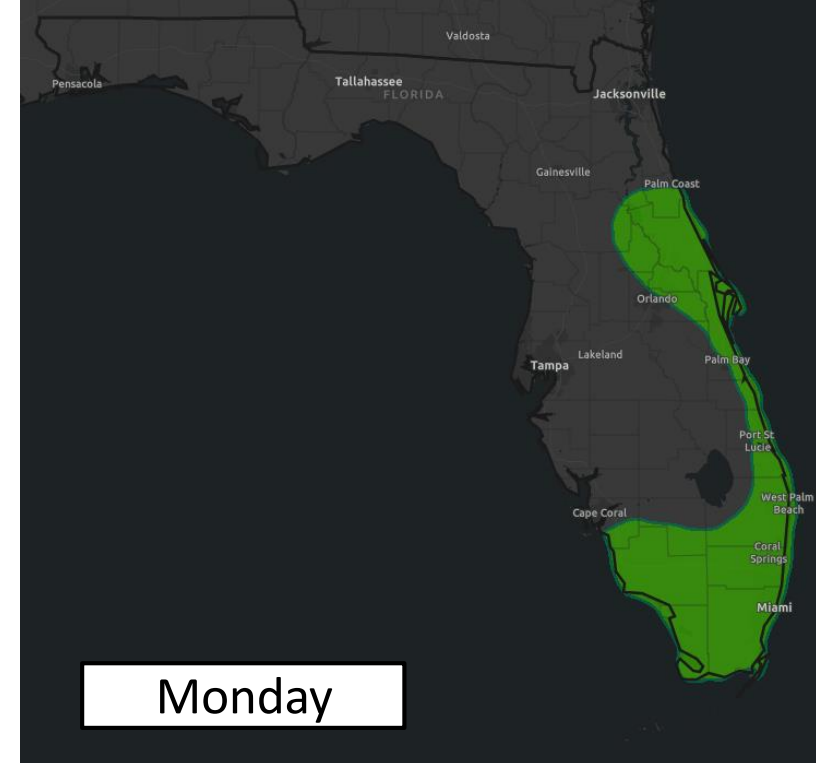 Valdosta
Pensacola
Tallahassee
FLORIDA
Jacksonville
Gainesville
Palm Coast
Orlando
Lakeland
Palm Bay
Tampa
Port St
Lucie
West Palm
Beach
Cape Coral
Coral
Springs
Miami
Monday